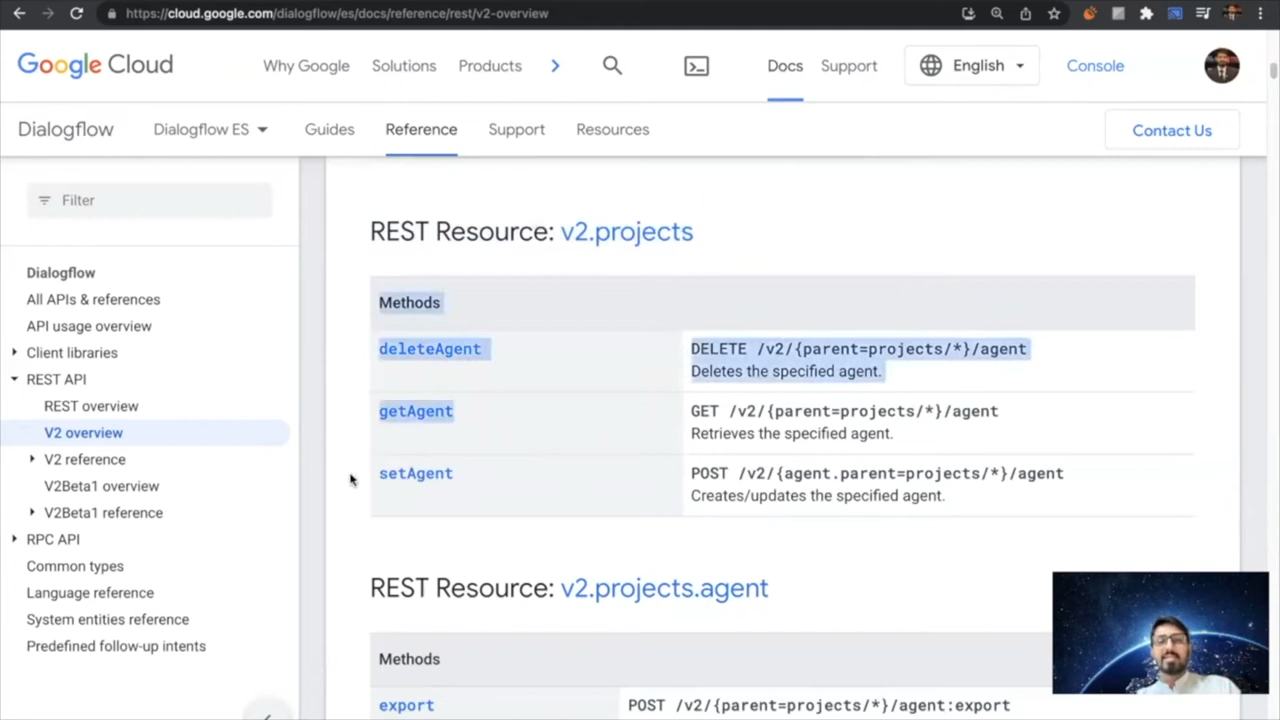 https://cloud.google.com/dialogflow/es/docs/reference/rest/v2-overview
Google Cloud Why Google Solutions Products Docs Support English Console
Dialogflow Dialogflow ES Guides Reference Support Resources Contact Us
Filter
Dialogflow
All APIs & references
API usage overview
Client libraries
REST API
REST overview
V2 overview
V2 reference
V2Beta1 overview
V2Beta1 reference
RPC API
Common types
Language reference
System entities reference
Predefined follow-up intents
REST Resource: v2.projects
Methods
deleteAgent DELETE /v2/{parent=projects/*}/agent
Deletes the specified agent.
getAgent GET /v2/{parent=projects/*}/agent
Retrieves the specified agent.
setAgent POST /v2/{agent.parent=projects/*}/agent
Creates/updates the specified agent.
REST Resource: v2.projects.agent
Methods
export POST /v2/{parent=projects/*}/agent:export